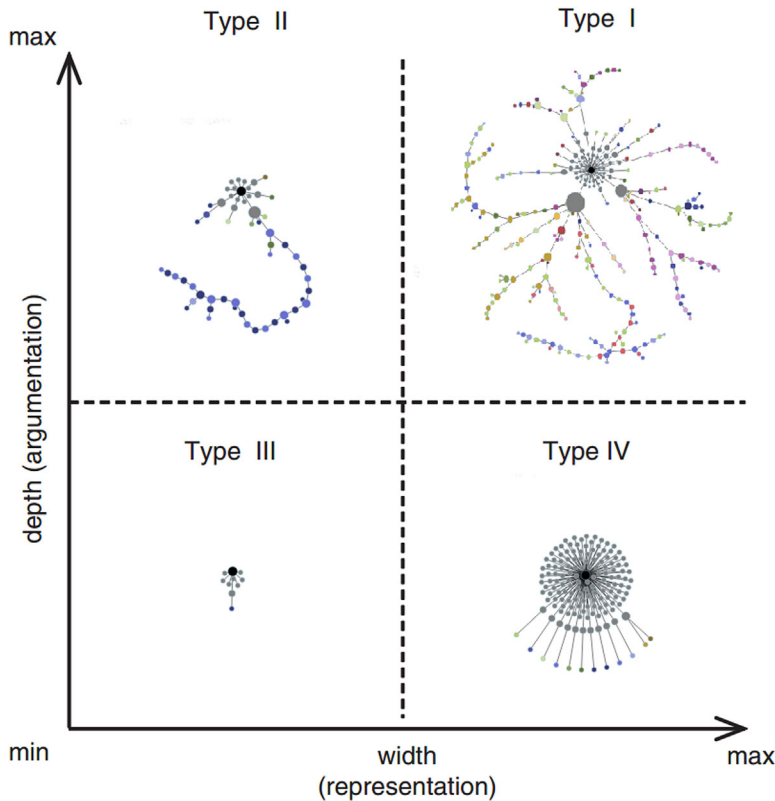 Type II
Type I
max
depth (argumentation)
Type III
Type IV
min
width
(representation)
max